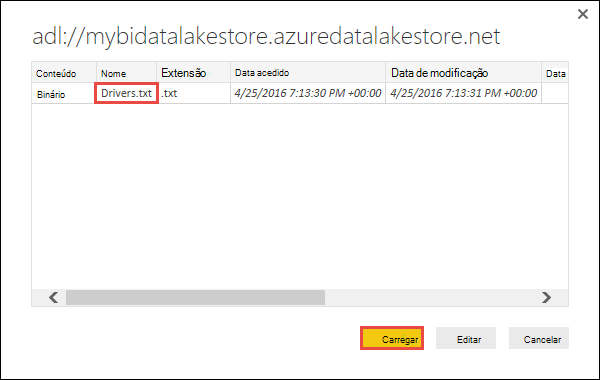 adl://mybidatalakestore.azuredatalakestore.net
Conteúdo Nome Extensão Data acedido Data de modificação Data
Binário Drivers.txt .txt 4/25/2016 7:13:30 PM +00:00 4/25/2016 7:13:31 PM +00:00
Carregar Editar Cancelar